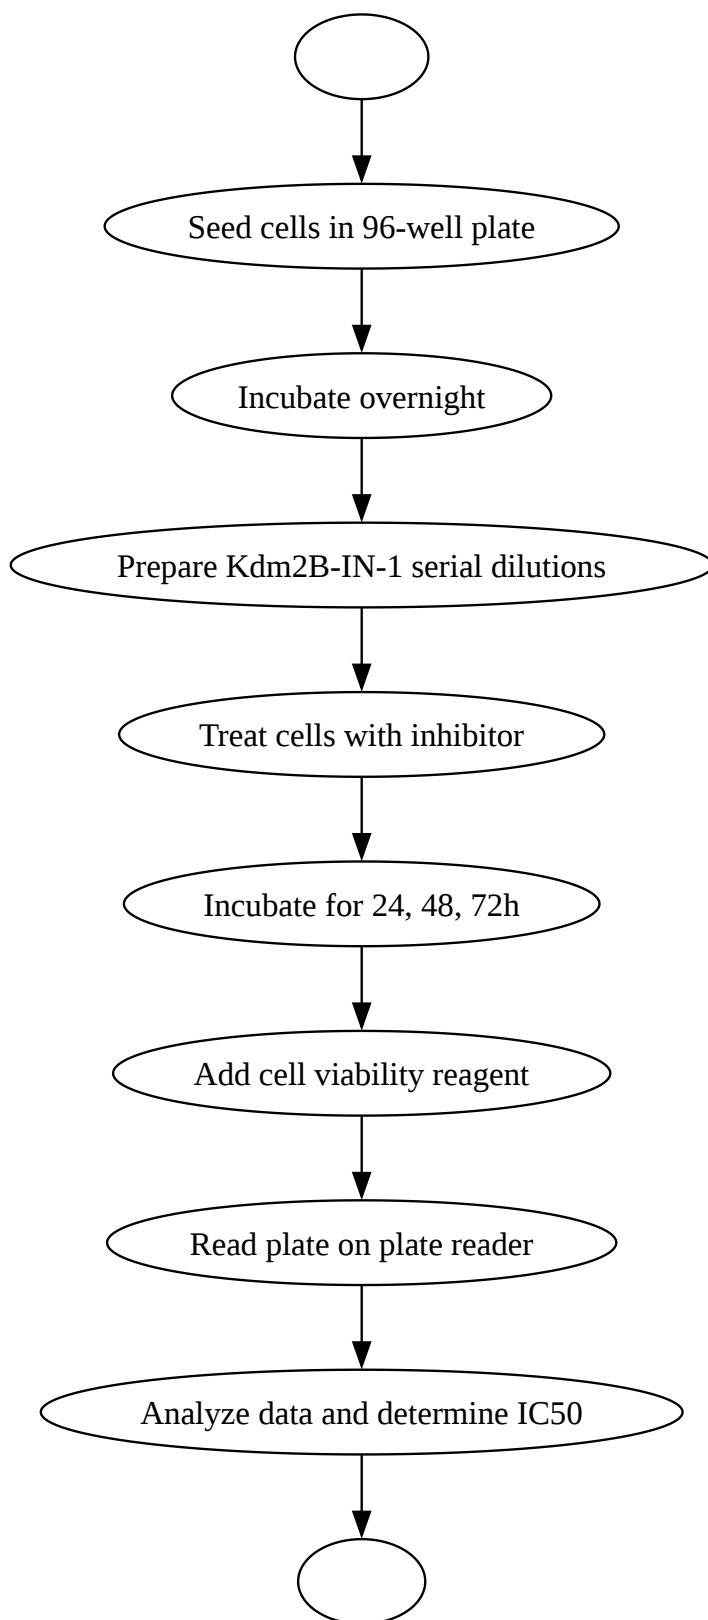 Seed cells in 96-well plate
Incubate overnight
Prepare Kdm2B-IN-1 serial dilutions
Treat cells with inhibitor
Incubate for 24, 48, 72h
Add cell viability reagent
Read plate on plate reader
Analyze data and determine IC50